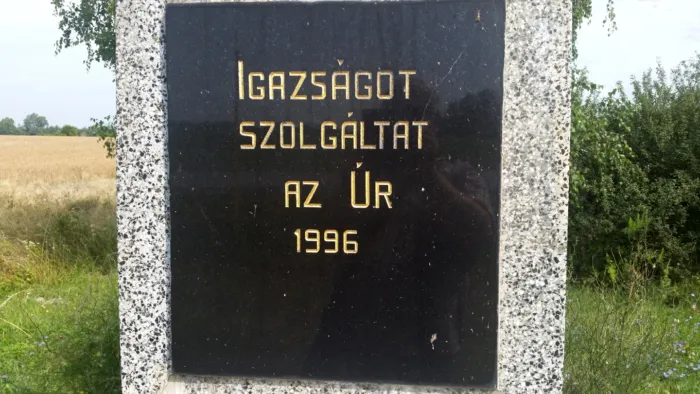 IGAZSÁGOT
SZOLGÁLTAT
AZ ÚR
1996